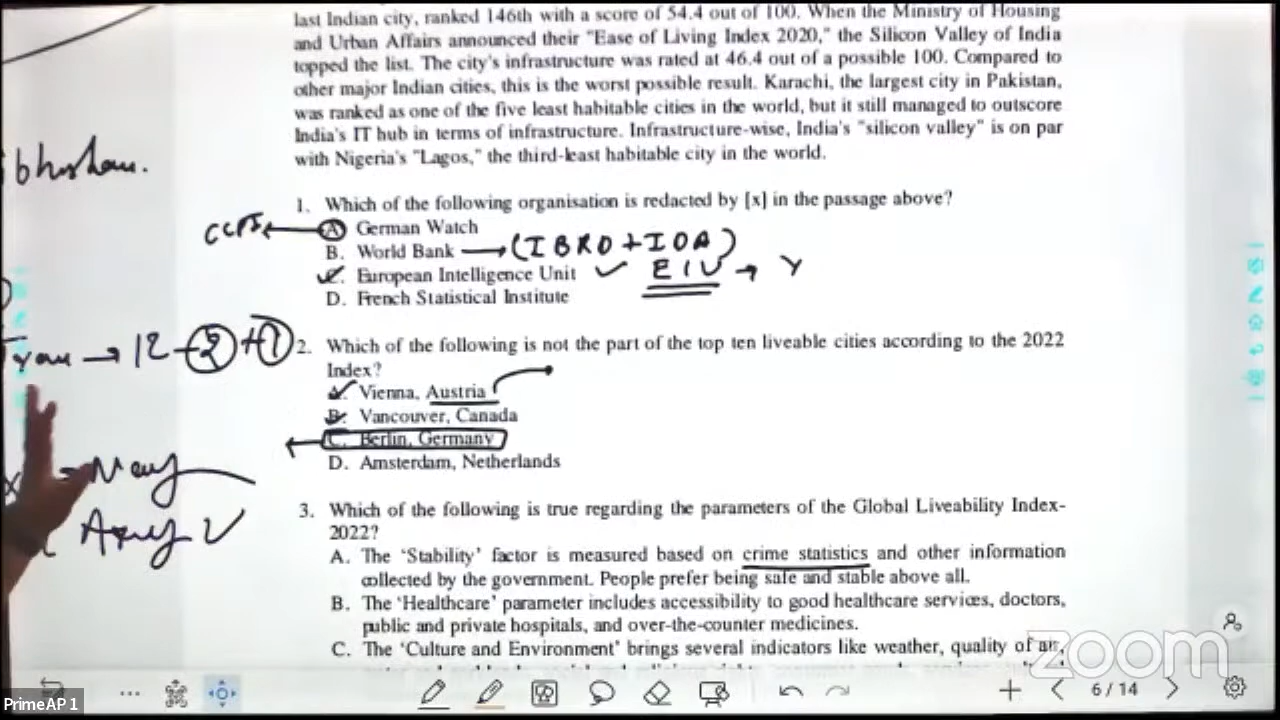 last Indian city, ranked 146th with a score of 54.4 out of 100. When the Ministry of Housing
and Urban Affairs announced their "Ease of Living Index 2020," the Silicon Valley of India
topped the list. The city's infrastructure was rated at 46.4 out of a possible 100. Compared to
other major Indian cities, this is the worst possible result. Karachi, the largest city in Pakistan,
was ranked as one of the five least habitable cities in the world, but it still managed to outscore
India's IT hub in terms of infrastructure. Infrastructure-wise, India's "silicon valley" is on par
with Nigeria's "Lagos," the third-least habitable city in the world.
bhushan.
1. Which of the following organisation is redacted by [x] in the passage above?
CCPI A German Watch
B. World Bank (IBRD + IDA)
C. European Intelligence Unit EIU
D. French Statistical Institute
12 - 2 + 1
2. Which of the following is not the part of the top ten liveable cities according to the 2022
Index?
A. Vienna, Austria
B. Vancouver, Canada
C. Berlin, Germany
D. Amsterdam, Netherlands
3. Which of the following is true regarding the parameters of the Global Liveability Index-
2022?
A. The 'Stability' factor is measured based on crime statistics and other information
collected by the government. People prefer being safe and stable above all.
B. The 'Healthcare' parameter includes accessibility to good healthcare services, doctors,
public and private hospitals, and over-the-counter medicines.
C. The 'Culture and Environment' brings several indicators like weather, quality of air,
zoom
6 / 14
PrimeAP 1